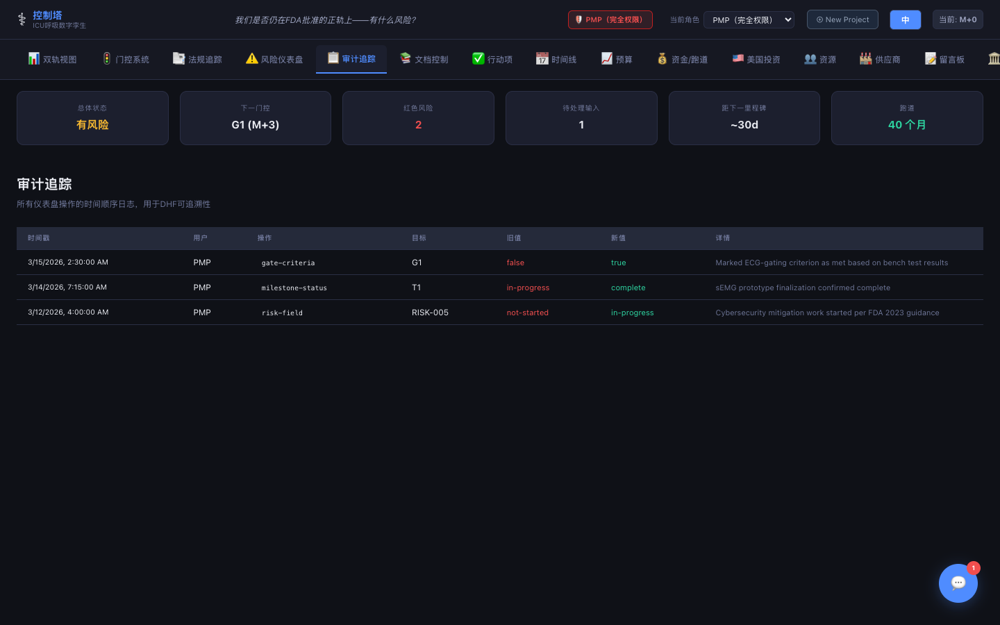 控制塔
ICU呼吸数字孪生
我们是否仍在FDA批准的正轨上——有什么风险?
PMP（完全权限）
当前角色
PMP（完全权限）
New Project
中
当前: M+0
双轨视图
门控系统
法规追踪
风险仪表盘
审计追踪
文档控制
行动项
时间线
预算
资金/跑道
美国投资
资源
供应商
留言板
总体状态
有风险
下一门控
G1 (M+3)
红色风险
2
待处理输入
1
距下一里程碑
~30d
跑道
40 个月
审计追踪
所有仪表盘操作的时间顺序日志，用于DHF可追溯性
时间戳 用户 操作 目标 旧值 新值 详情
3/15/2026, 2:30:00 AM PMP gate-criteria G1 false true Marked ECG-gating criterion as met based on bench test results
3/14/2026, 7:15:00 AM PMP milestone-status T1 in-progress complete sEMG prototype finalization confirmed complete
3/12/2026, 4:00:00 AM PMP risk-field RISK-005 not-started in-progress Cybersecurity mitigation work started per FDA 2023 guidance
1